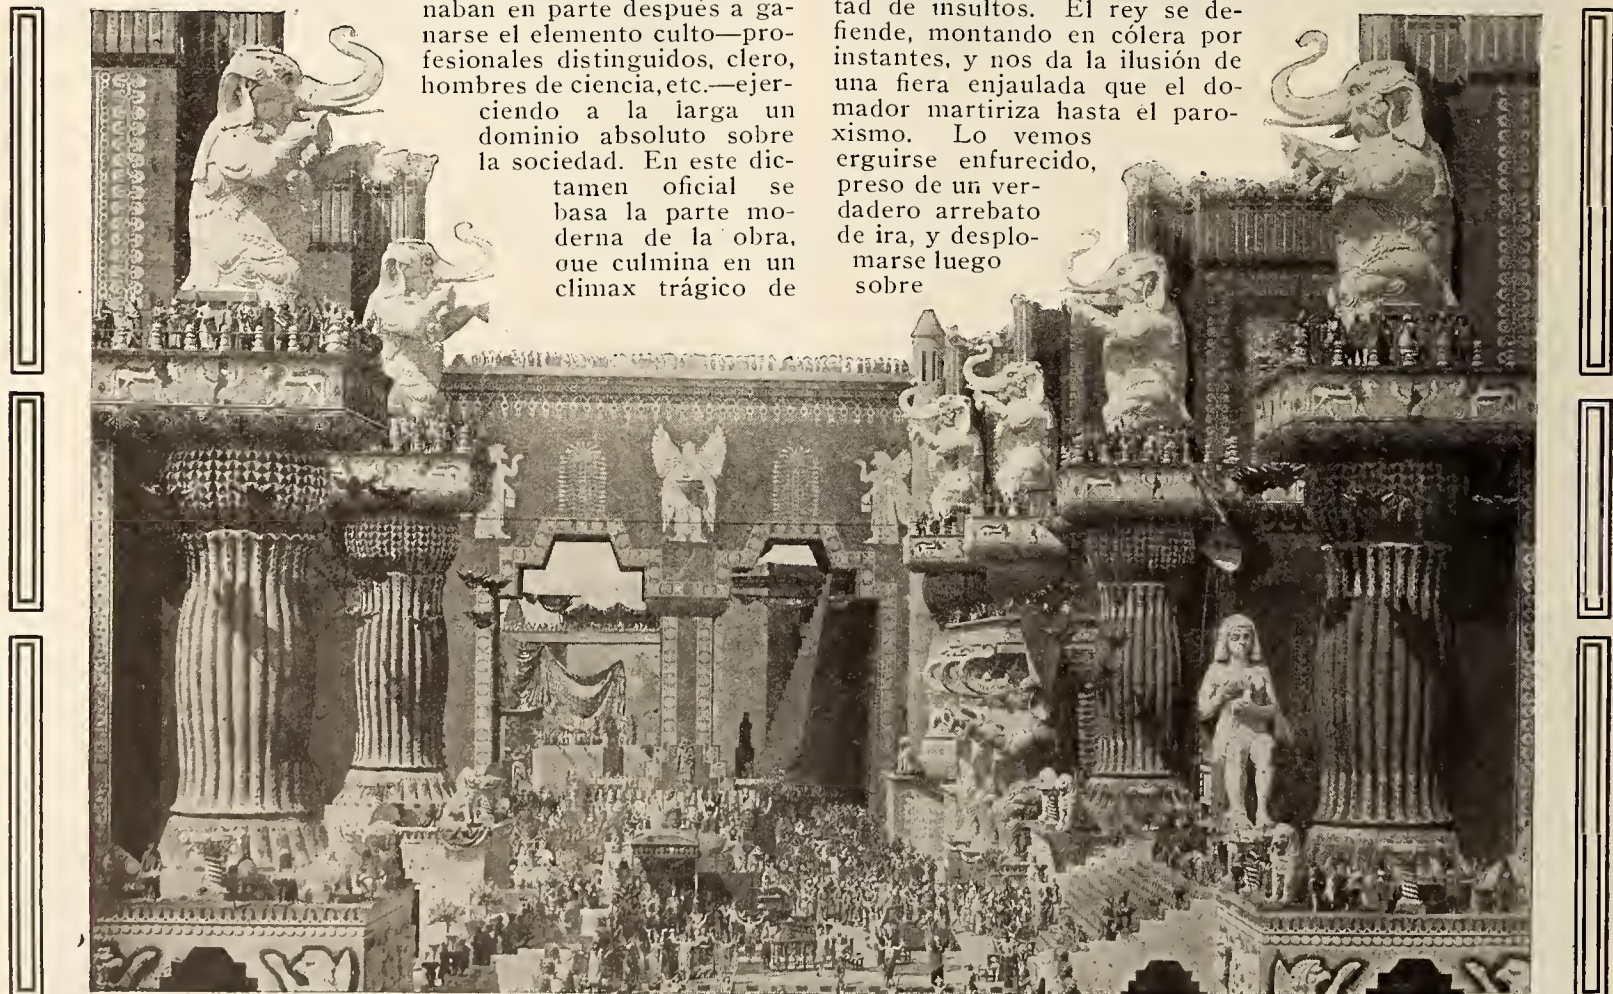 naban en parte después a ga-
narse el elemento culto—pro-
fesionales distinguidos, clero,
hombres de ciencia, etc.—ejer-
ciendo a la larga un
dominio absoluto sobre
la sociedad. En este dic-
tamen oficial se
basa la parte mo-
derna de la obra,
que culmina en un
climax trágico de
tad de insultos. El rey se de-
fiende, montando en cólera por
instantes, y nos da la ilusión de
una fiera enjaulada que el do-
mador martiriza hasta el paro-
xismo. Lo vemos
erguirse enfurecido,
preso de un ver-
dadero arrebato
de ira, y desplo-
marse luego
sobre